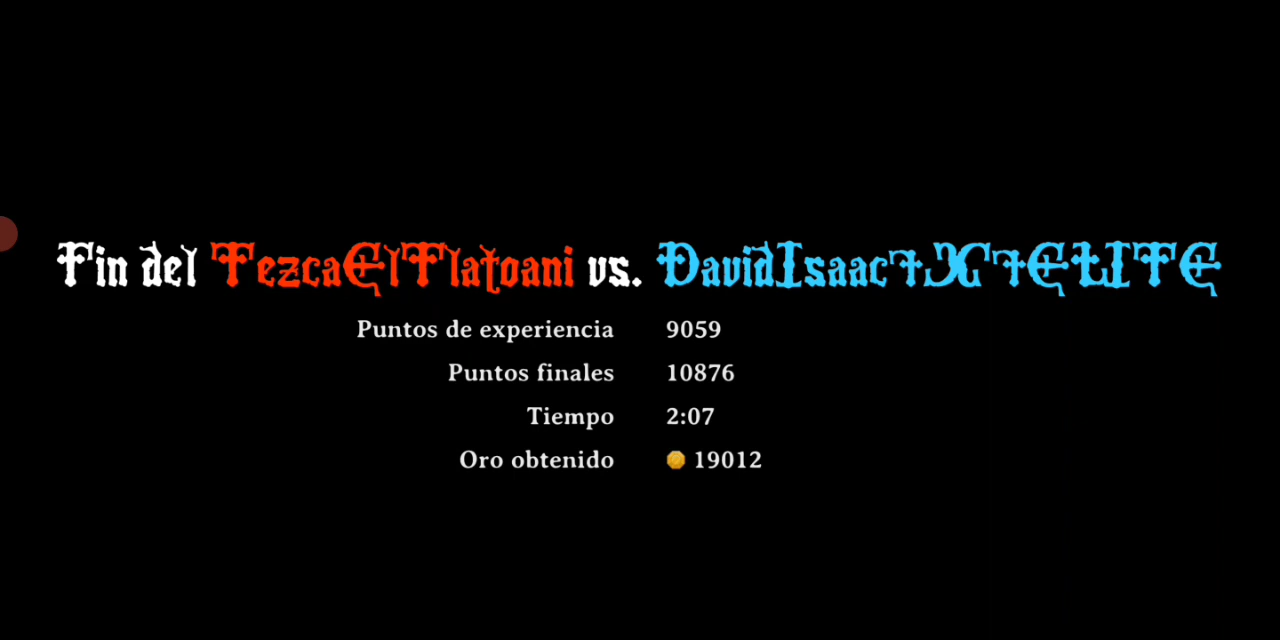 Fin del TezcaElTlatoani vs. DavidIsaac
Puntos de experiencia 9059
Puntos finales 10876
Tiempo 2:07
Oro obtenido 19012